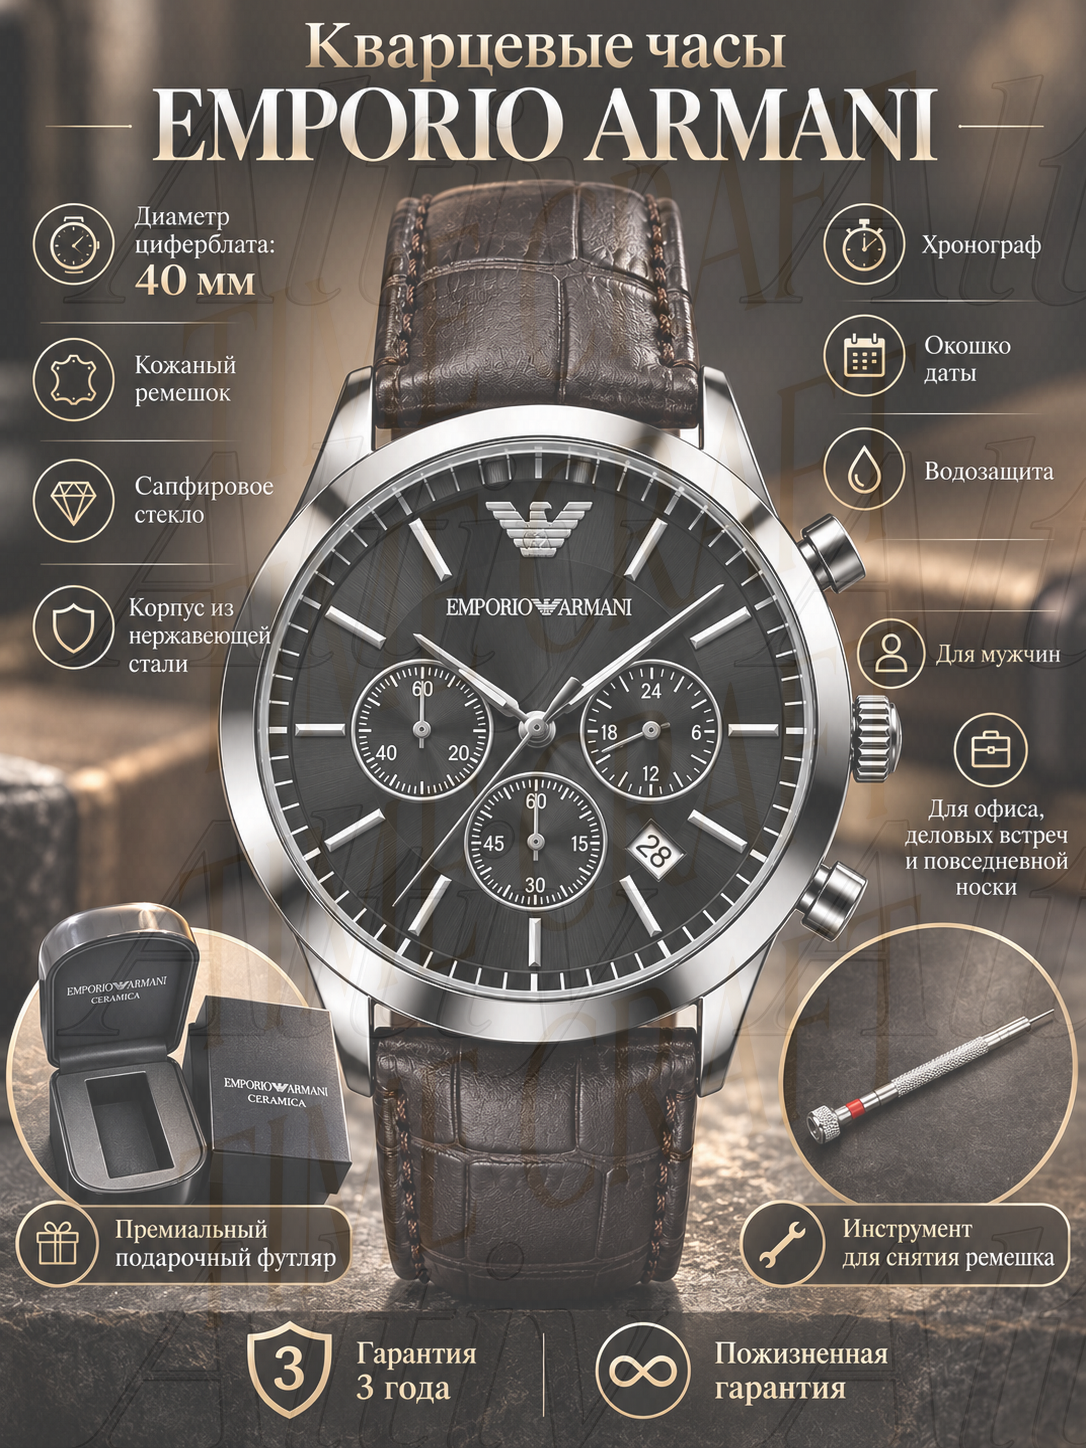 Кварцевые часы
EMPORIO ARMANI
Диаметр
циферблата:
40 мм
Кожаный
ремешок
Сапфировое
стекло
Корпус из
нержавеющей
стали
Хронограф
Окошко
даты
Водозащита
Для мужчин
Для офиса,
деловых встреч
и повседневной
носки
EMPORIO ARMANI
60
40
20
24
18
6
12
60
45
15
30
28
EMPORIO ARMANI
CERAMICA
EMPORIO ARMANI
CERAMICA
Премиальный
подарочный футляр
Инструмент
для снятия ремешка
3
Гарантия
3 года
Пожизненная
гарантия